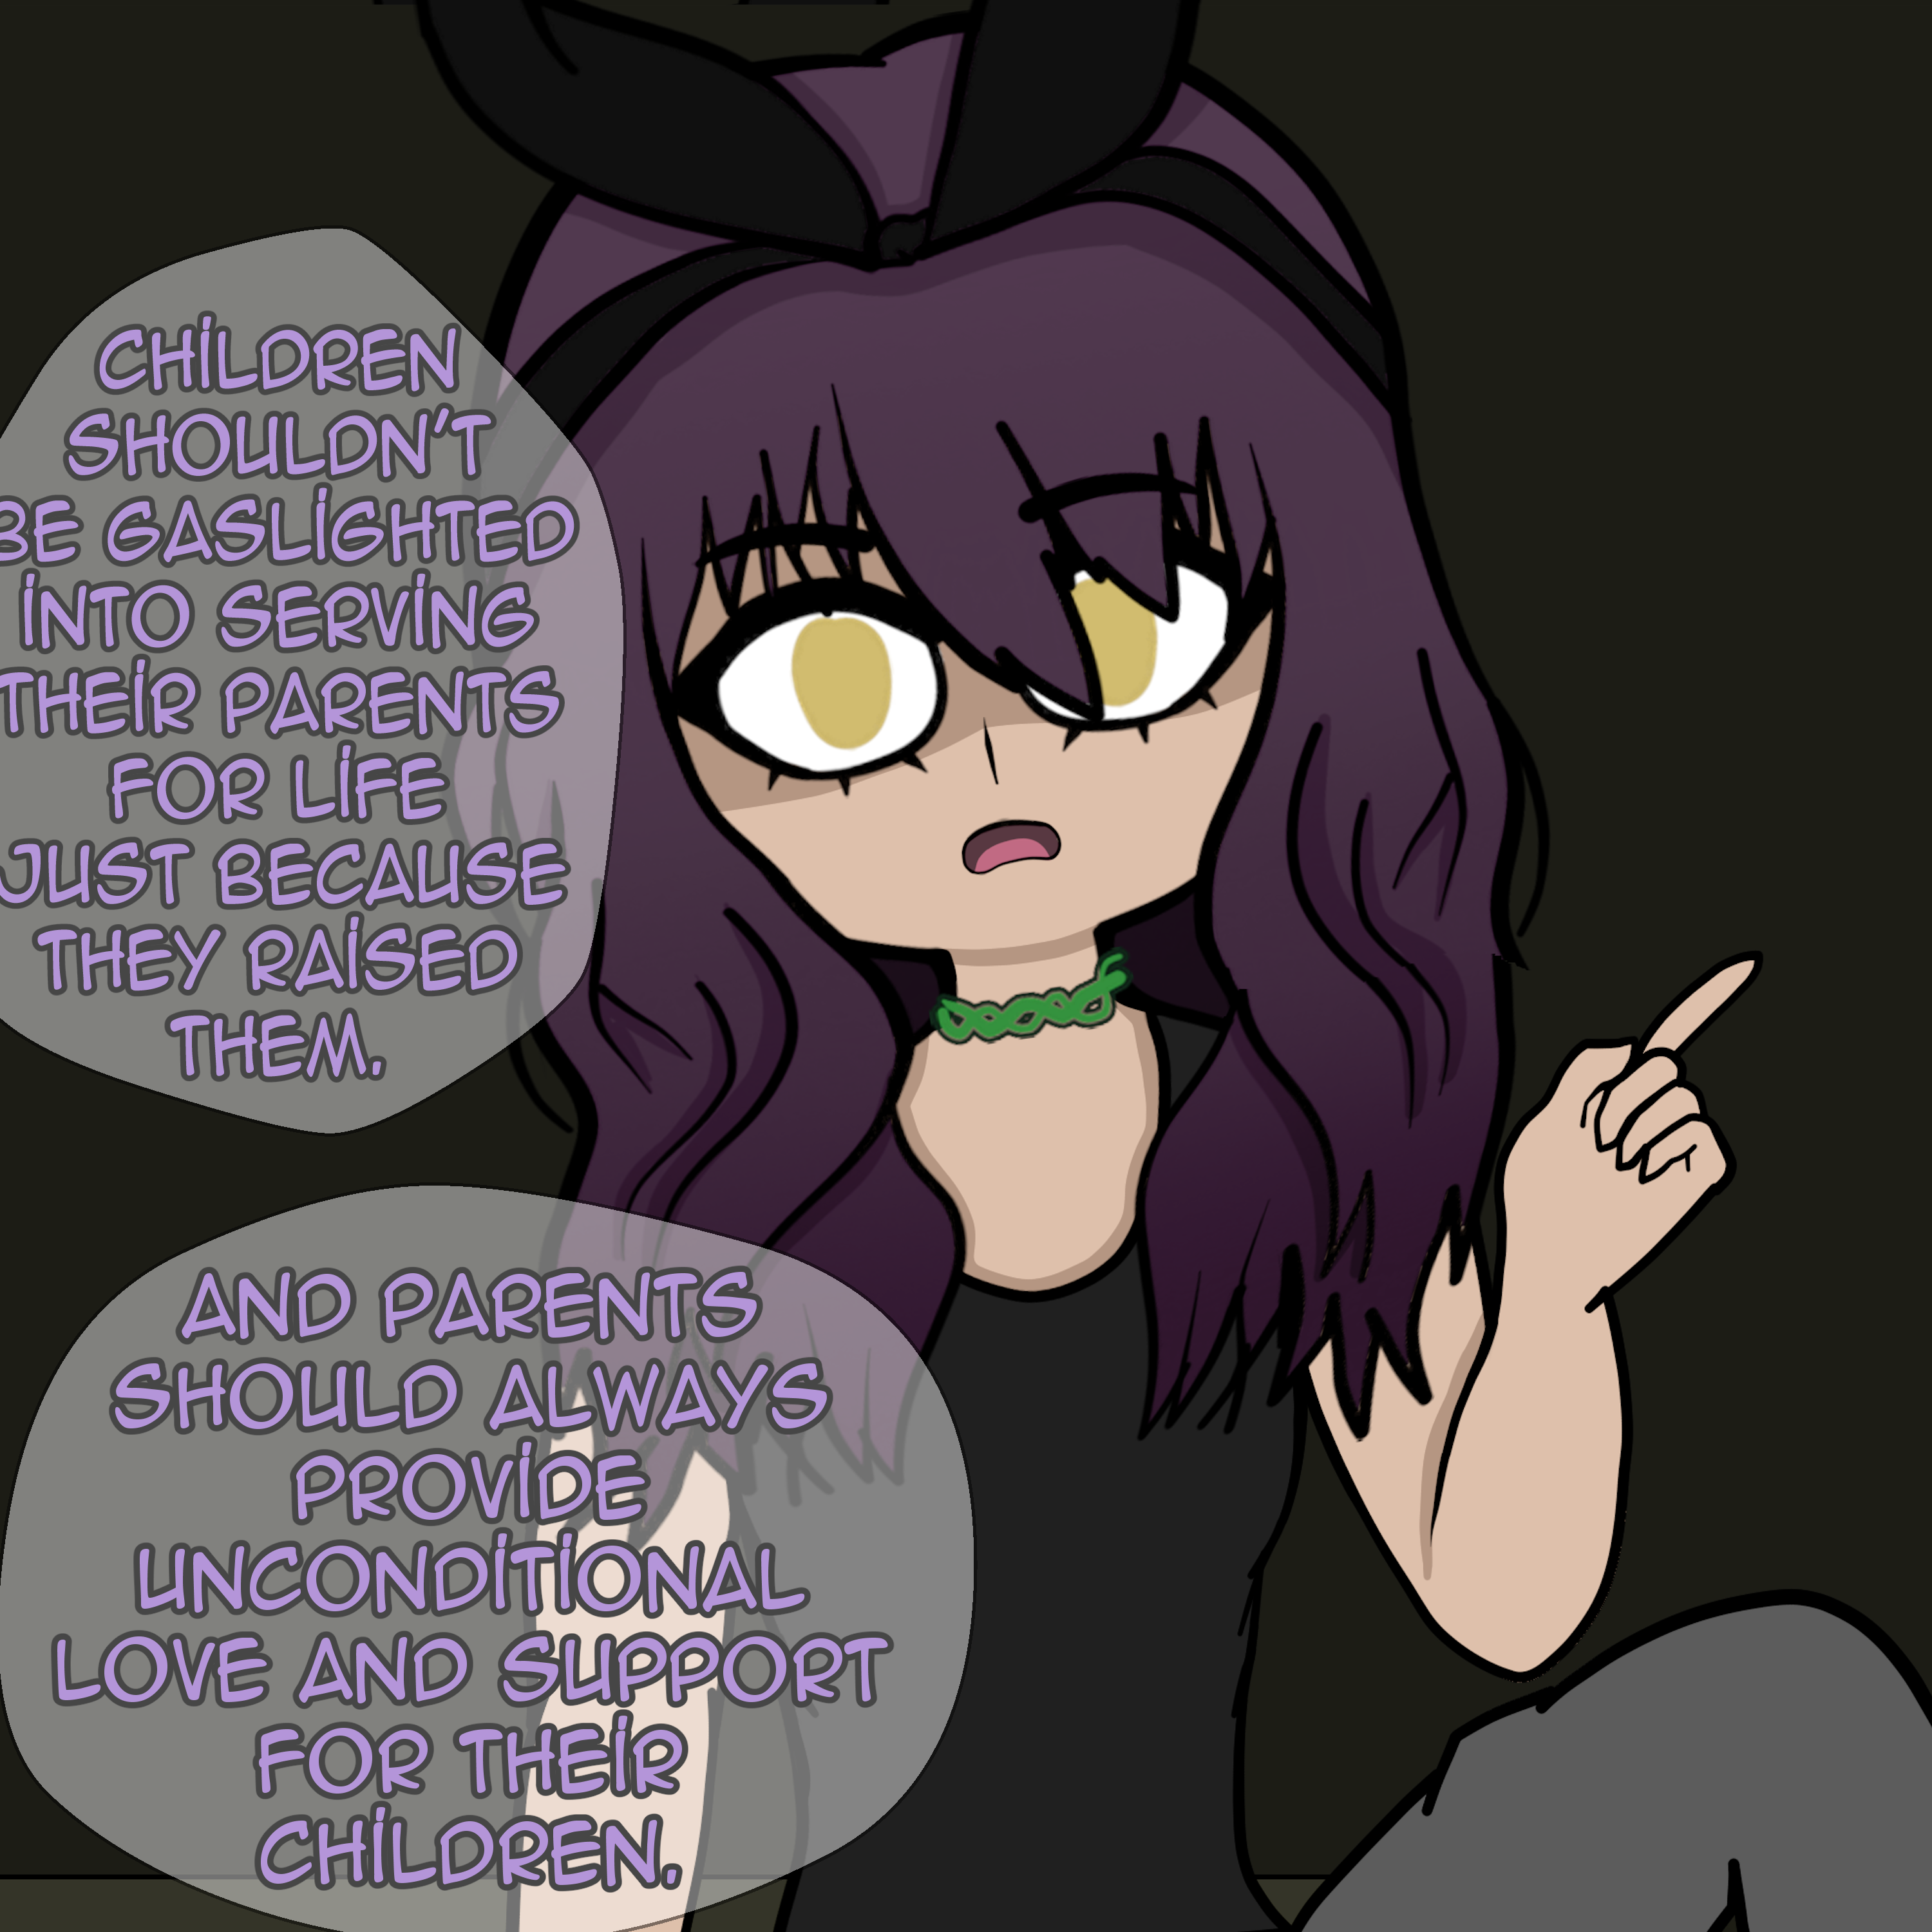 CHILDREN
SHOULDN'T
BE GASLIGHTED
INTO SERVING
THEIR PARENTS
FOR LIFE
JUST BECAUSE
THEY RAISED
THEM.
AND PARENTS
SHOULD ALWAYS
PROVIDE
UNCONDITIONAL
LOVE AND SUPPORT
FOR THEIR
CHILDREN.